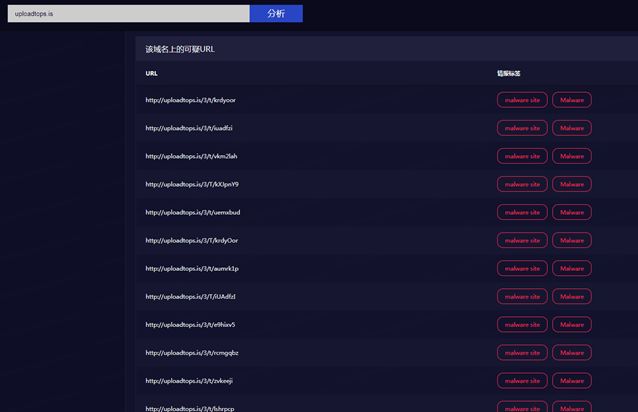 uploadtops.is 分析
该域名上的可疑URL
URL 情报标签
http://uploadtops.is/3/t/krdyoor malware site Malware
http://uploadtops.is/3/t/iuadfzi malware site Malware
http://uploadtops.is/3/t/vkm2lah malware site Malware
http://uploadtops.is/3/T/kXJpnY9 malware site Malware
http://uploadtops.is/3/t/uemxbud malware site Malware
http://uploadtops.is/3/T/krdyOor malware site Malware
http://uploadtops.is/3/t/aumrk1p malware site Malware
http://uploadtops.is/3/T/iUAdfzI malware site Malware
http://uploadtops.is/3/t/e9hixv5 malware site Malware
http://uploadtops.is/3/t/rcmgqbz malware site Malware
http://uploadtops.is/3/t/zvkeeji malware site Malware
http://uploadtops.is/3/t/lshrpcp malware site Malware